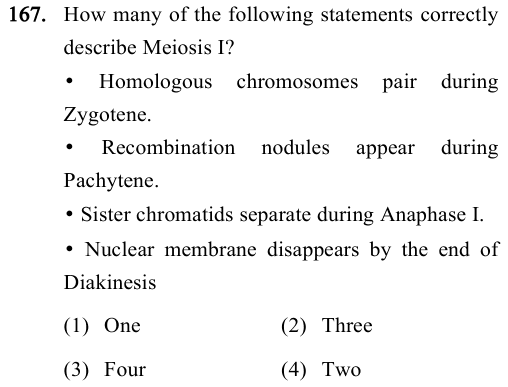 167. How many of the following statements correctly
describe Meiosis I?
• Homologous chromosomes pair during
Zygotene.
• Recombination nodules appear during
Pachytene.
• Sister chromatids separate during Anaphase I.
• Nuclear membrane disappears by the end of
Diakinesis
(1) One (2) Three
(3) Four (4) Two